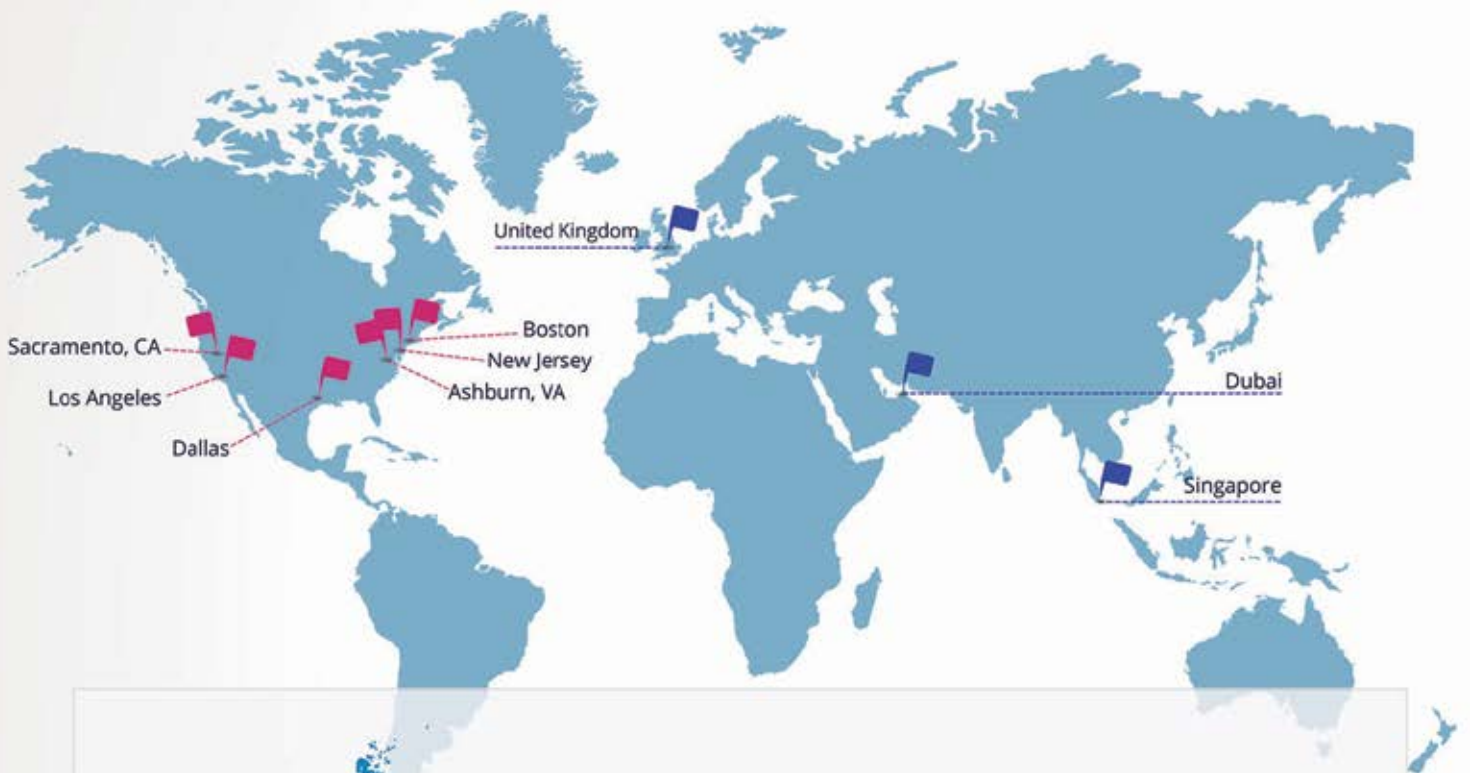 United Kingdom
Sacramento, CA
Boston
New Jersey
Los Angeles
Ashburn, VA
Dubai
Dallas
Singapore